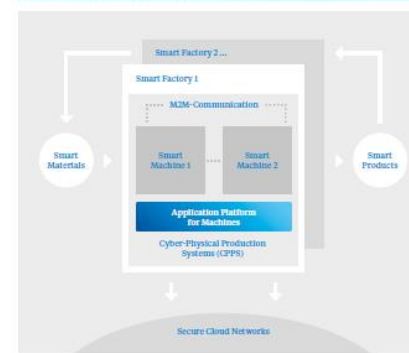 Smart Factory 2 ...
Smart Factory 1
M2M-Communication
Smart
Materials
Smart
Machine 1
Smart
Machine 2
Smart
Products
Application Platform
for Machines
Cyber-Physical Production
Systems (CPPS)
Secure Cloud Networks